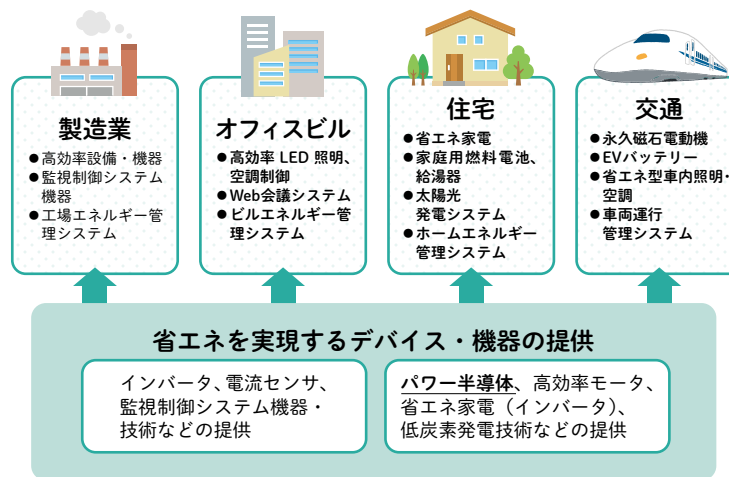 製造業
●高効率設備・機器
●監視制御システム
機器
●工場エネルギー管
理システム
オフィスビル
●高効率 LED 照明、
空調制御
●Web会議システム
●ビルエネルギー管
理システム
住宅
●省エネ家電
●家庭用燃料電池、
給湯器
●太陽光
発電システム
●ホームエネルギー
管理システム
交通
●永久磁石電動機
●EVバッテリー
●省エネ型車内照明・
空調
●車両運行
管理システム
省エネを実現するデバイス・機器の提供
インバータ、電流センサ、
監視制御システム機器・
技術などの提供
パワー半導体、高効率モータ、
省エネ家電（インバータ）、
低炭素発電技術などの提供